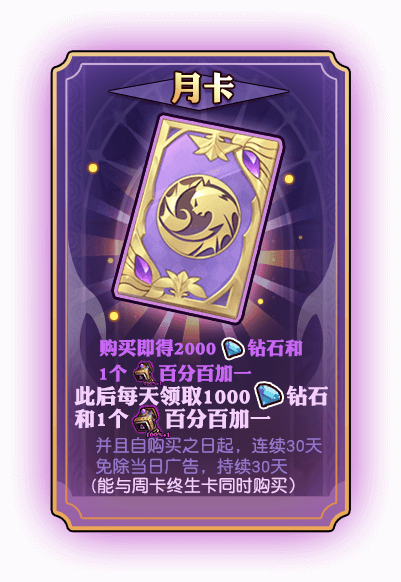 月卡
购买即得2000钻石和
1个百分百加一
此后每天领取1000钻石
和1个百分百加一
100%+1
并且自购买之日起，连续30天
免除当日广告，持续30天
(能与周卡终生卡同时购买)